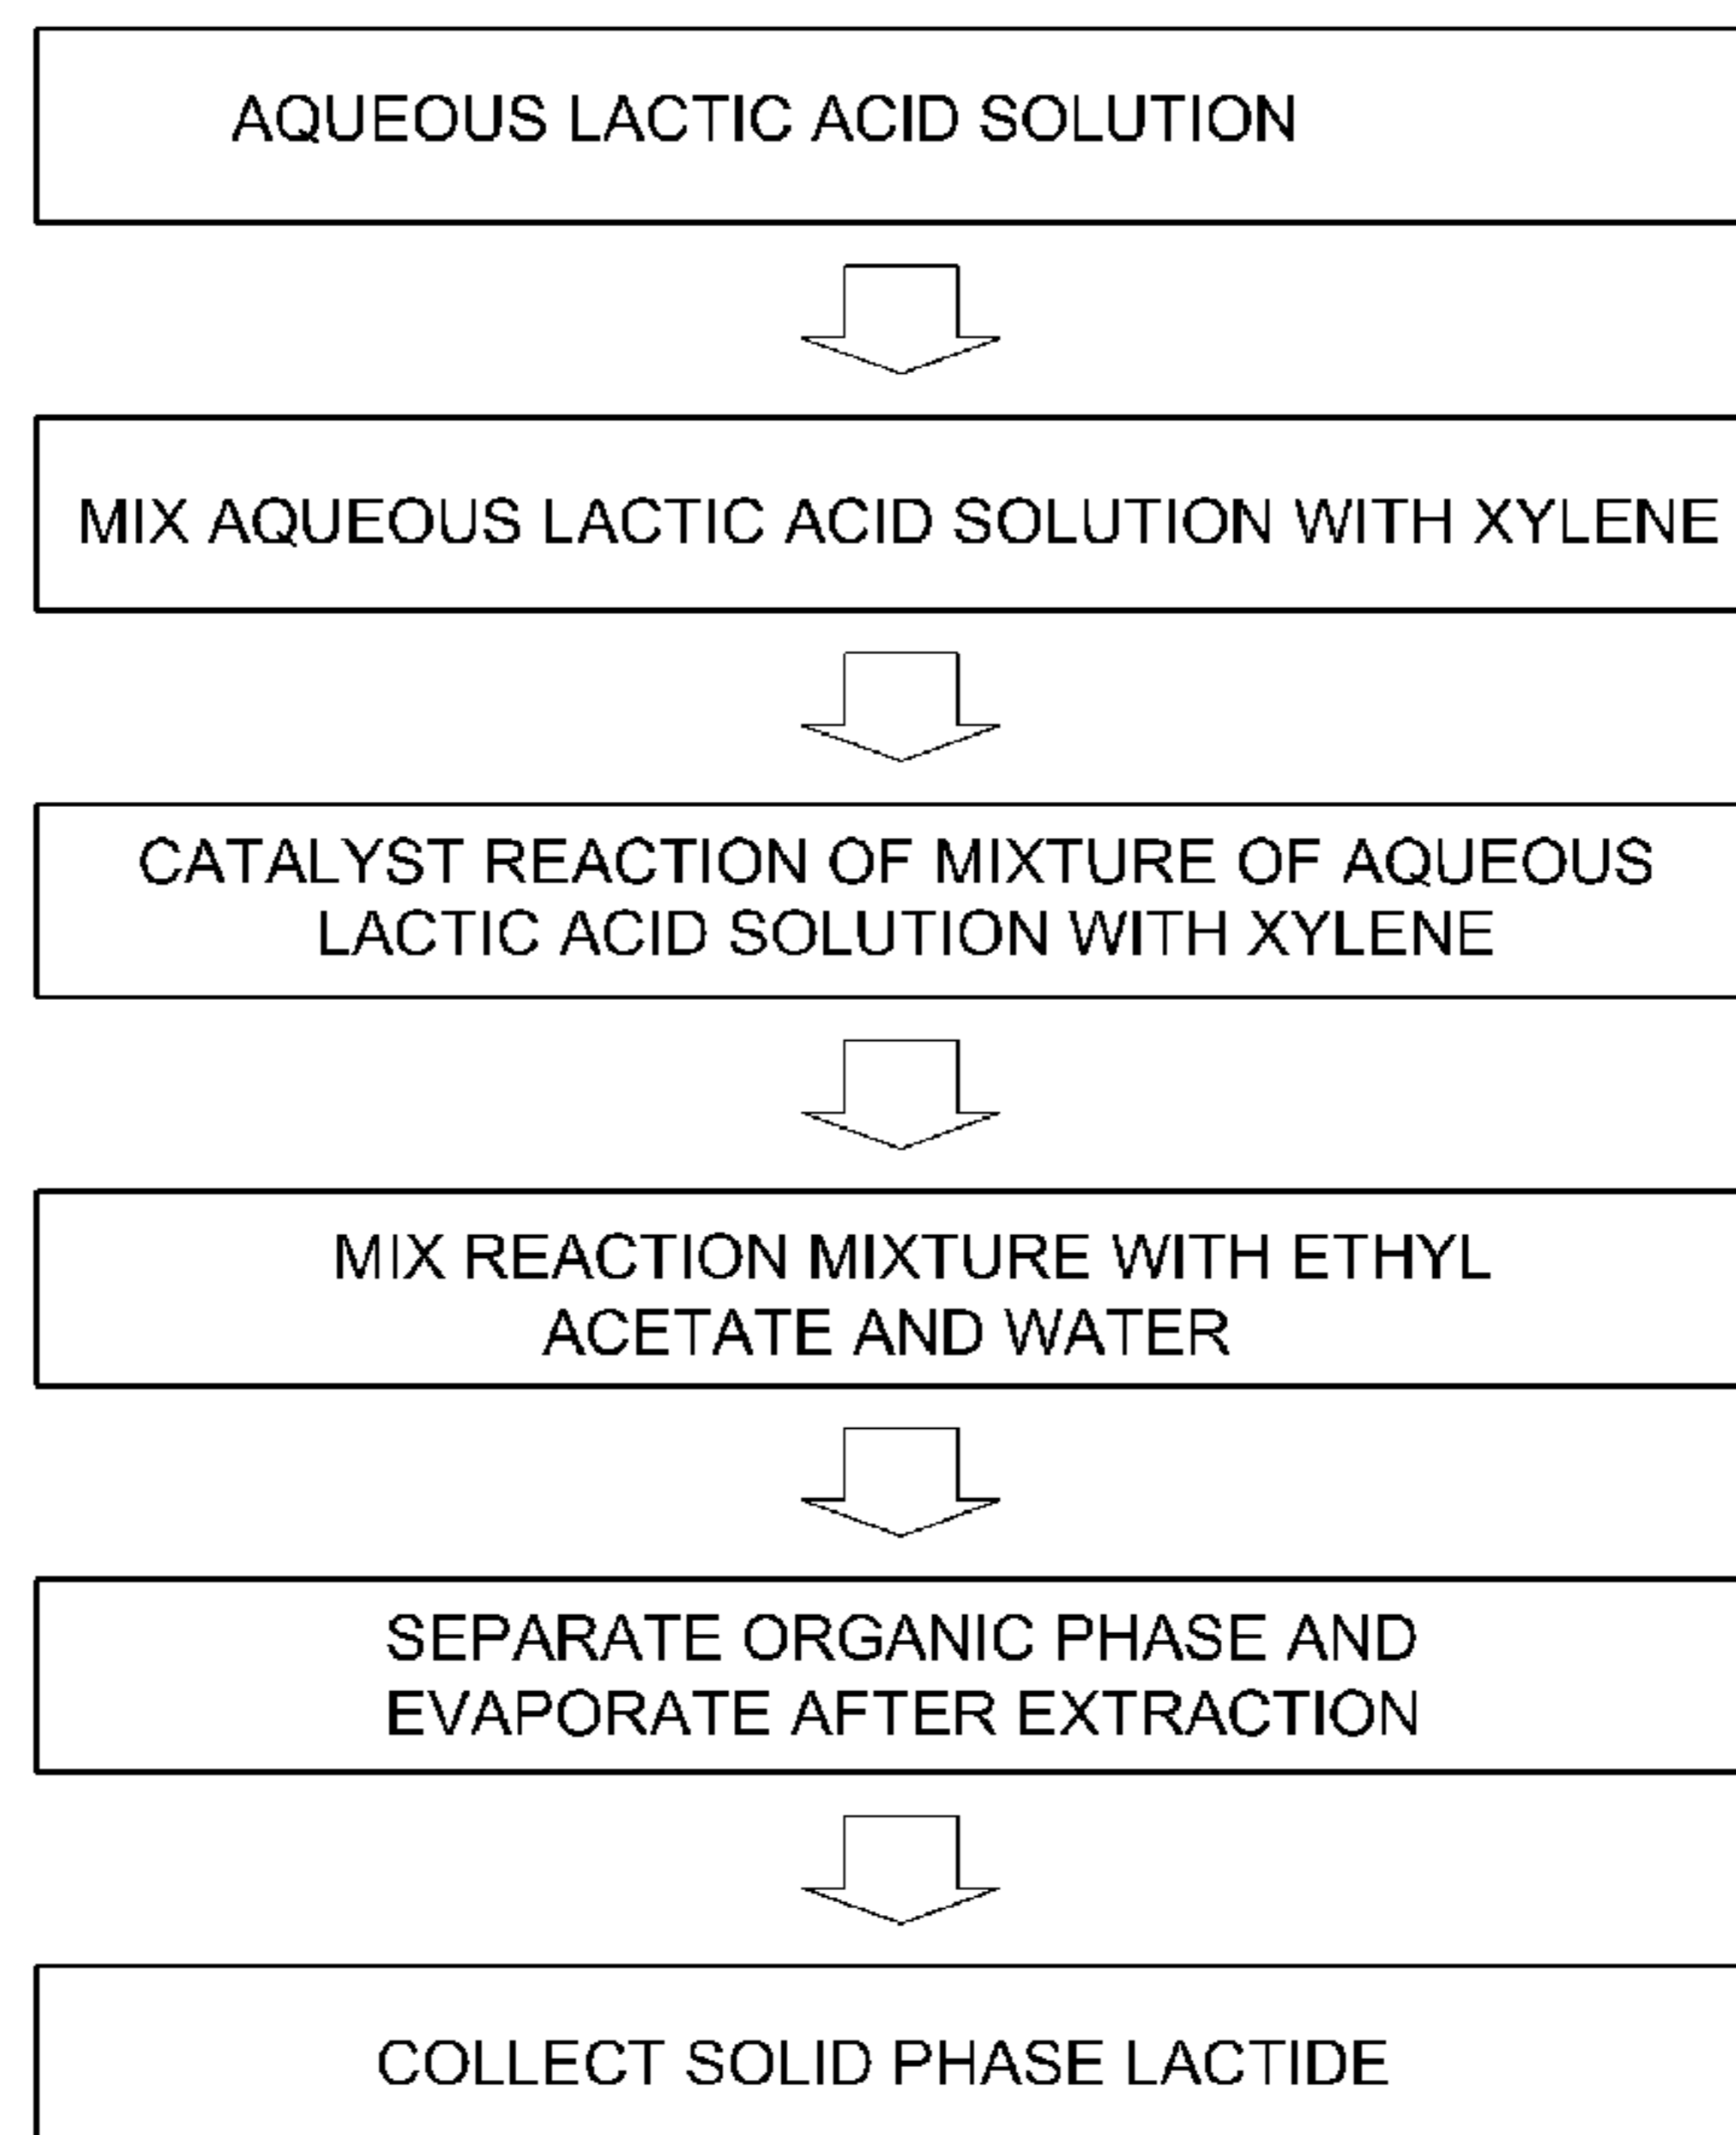 AQUEOUS LACTIC ACID SOLUTION
MIX AQUEOUS LACTIC ACID SOLUTION WITH XYLENE
CATALYST REACTION OF MIXTURE OF AQUEOUS
LACTIC ACID SOLUTION WITH XYLENE
MIX REACTION MIXTURE WITH ETHYL
ACETATE AND WATER
SEPARATE ORGANIC PHASE AND
EVAPORATE AFTER EXTRACTION
COLLECT SOLID PHASE LACTIDE